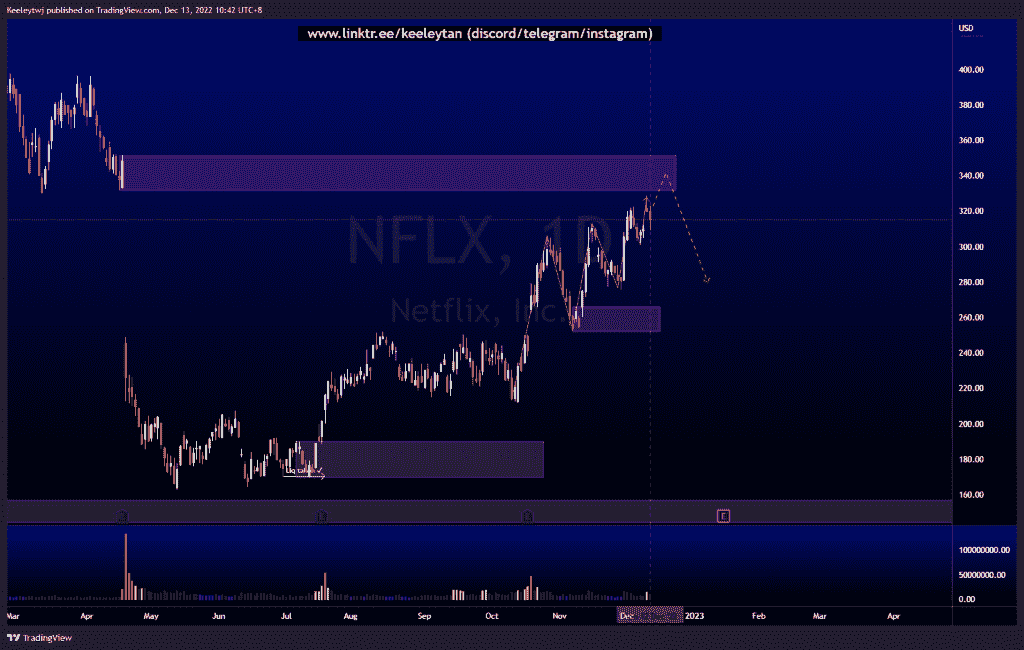 Keeleytwj published on TradingView.com, Dec 13, 2022 10:42 UTC+8
www.linktr.ee/keeleytan (discord/telegram/instagram)
USD
400.00
380.00
360.00
340.00
320.00
300.00
280.00
260.00
240.00
220.00
200.00
180.00
160.00
NFLX, 1D
Netflix, Inc.
Liq
E
100000000.00
50000000.00
0.00
Mar Apr May Jun Jul Aug Sep Oct Nov Dec 2023 Feb Mar Apr
TradingView